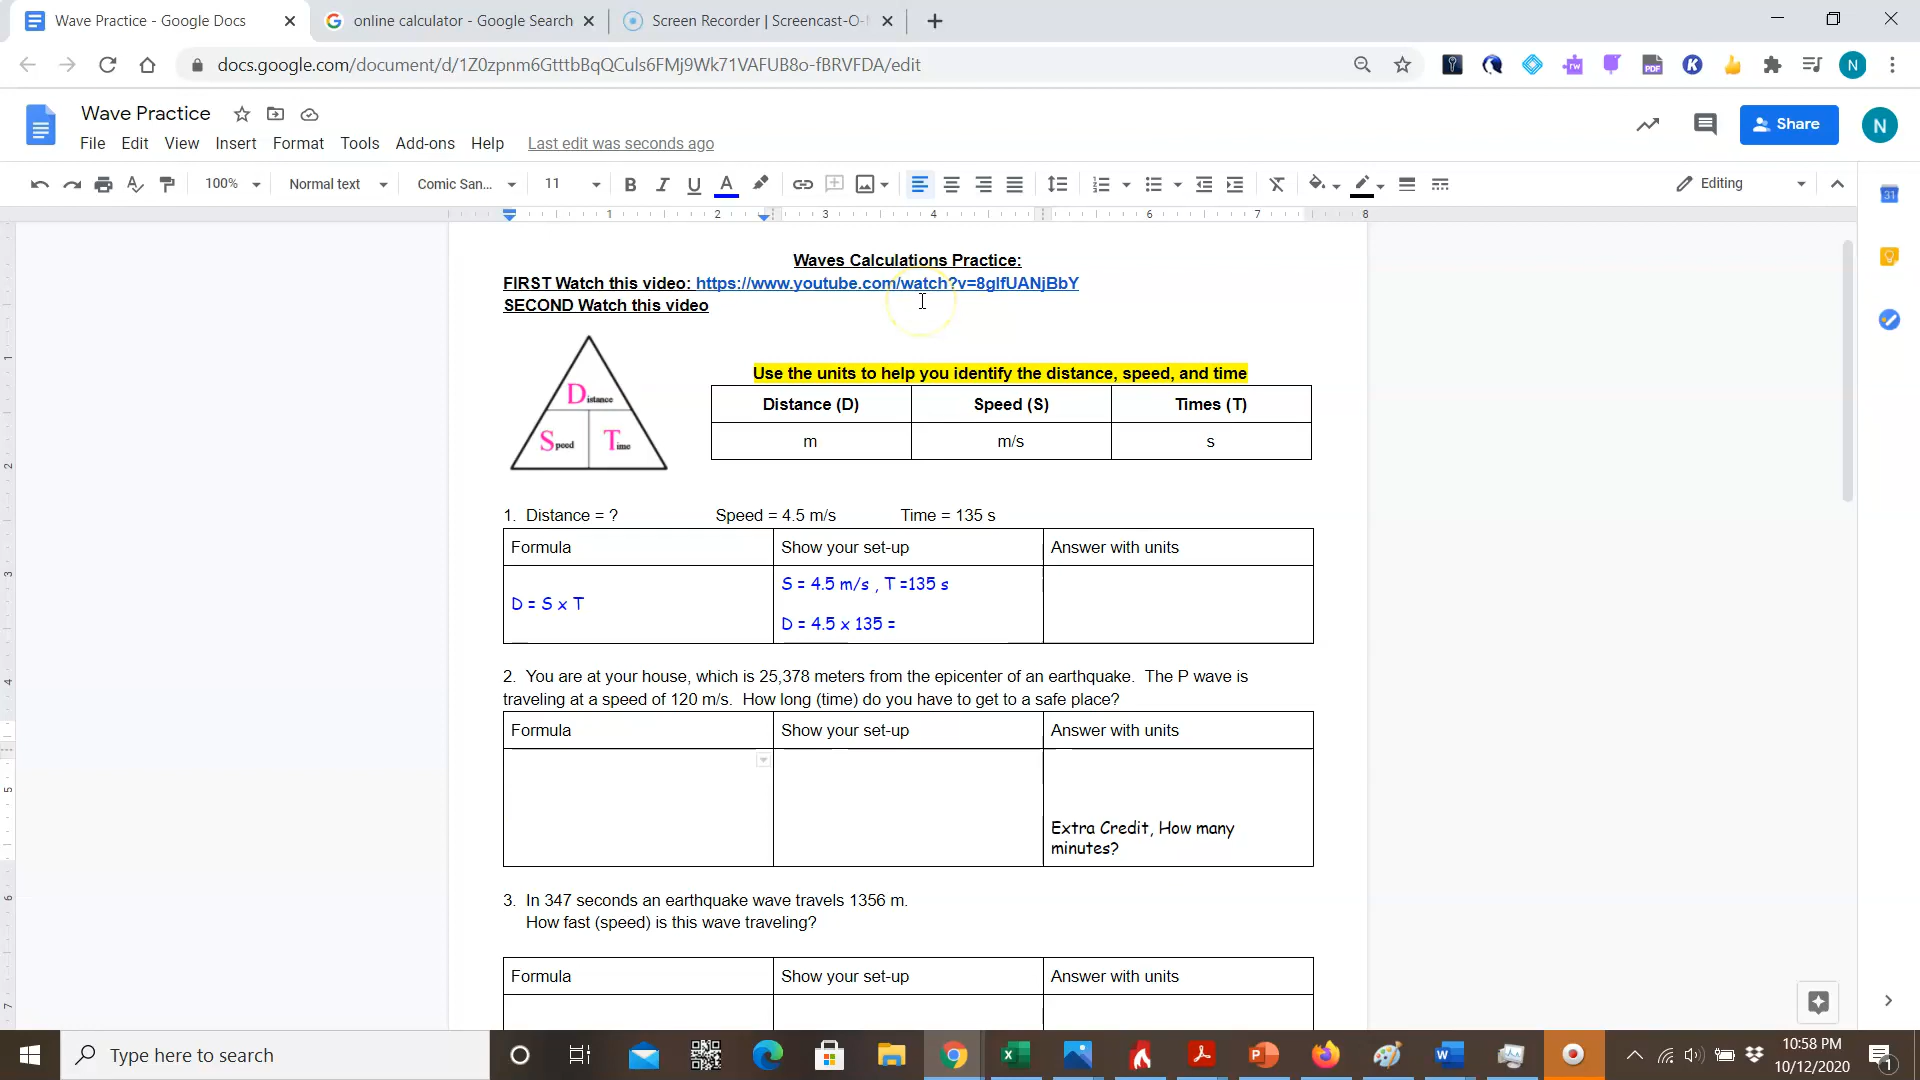 Wave Practice - Google Docs
online calculator - Google Search
Screen Recorder | Screencast-O-
docs.google.com/document/d/1Z0zpnm6GtttbBqQCuls6FMj9Wk71VAFUB8o-fBRVFDA/edit
Wave Practice
File Edit View Insert Format Tools Add-ons Help Last edit was seconds ago
Share
N
100% Normal text Comic San... 11 B I U A Editing
1 2 3 4 5 6 7 8
Waves Calculations Practice:
FIRST Watch this video: https://www.youtube.com/watch?v=8glfUANjBbY
SECOND Watch this video
Distance
Speed Time
Use the units to help you identify the distance, speed, and time
Distance (D) Speed (S) Times (T)
m m/s s
1. Distance = ? Speed = 4.5 m/s Time = 135 s
Formula Show your set-up Answer with units
D = S x T
S = 4.5 m/s , T =135 s
D = 4.5 x 135 =
2. You are at your house, which is 25,378 meters from the epicenter of an earthquake. The P wave is
traveling at a speed of 120 m/s. How long (time) do you have to get to a safe place?
Formula Show your set-up Answer with units
Extra Credit, How many
minutes?
3. In 347 seconds an earthquake wave travels 1356 m.
How fast (speed) is this wave traveling?
Formula Show your set-up Answer with units
Type here to search
10:58 PM
10/12/2020